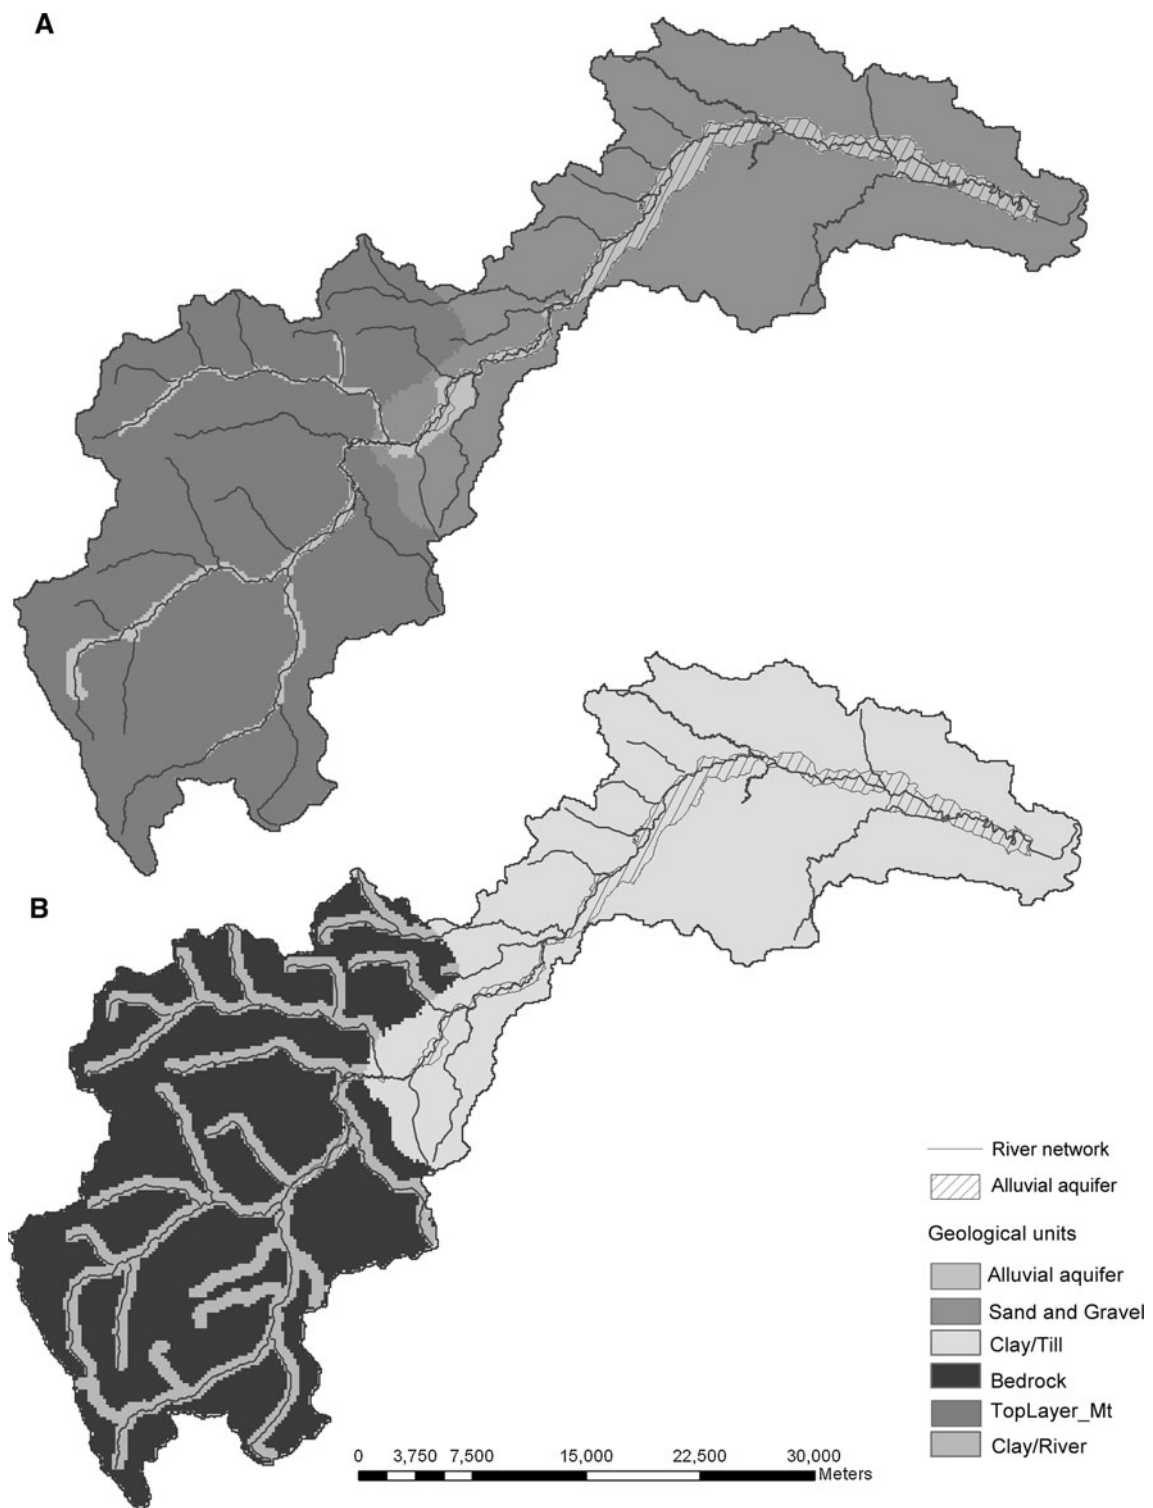 A
B
River network
Alluvial aquifer
Geological units
Alluvial aquifer
Sand and Gravel
Clay/Till
Bedrock
TopLayer_Mt
Clay/River
0 3,750 7,500 15,000 22,500 30,000
Meters